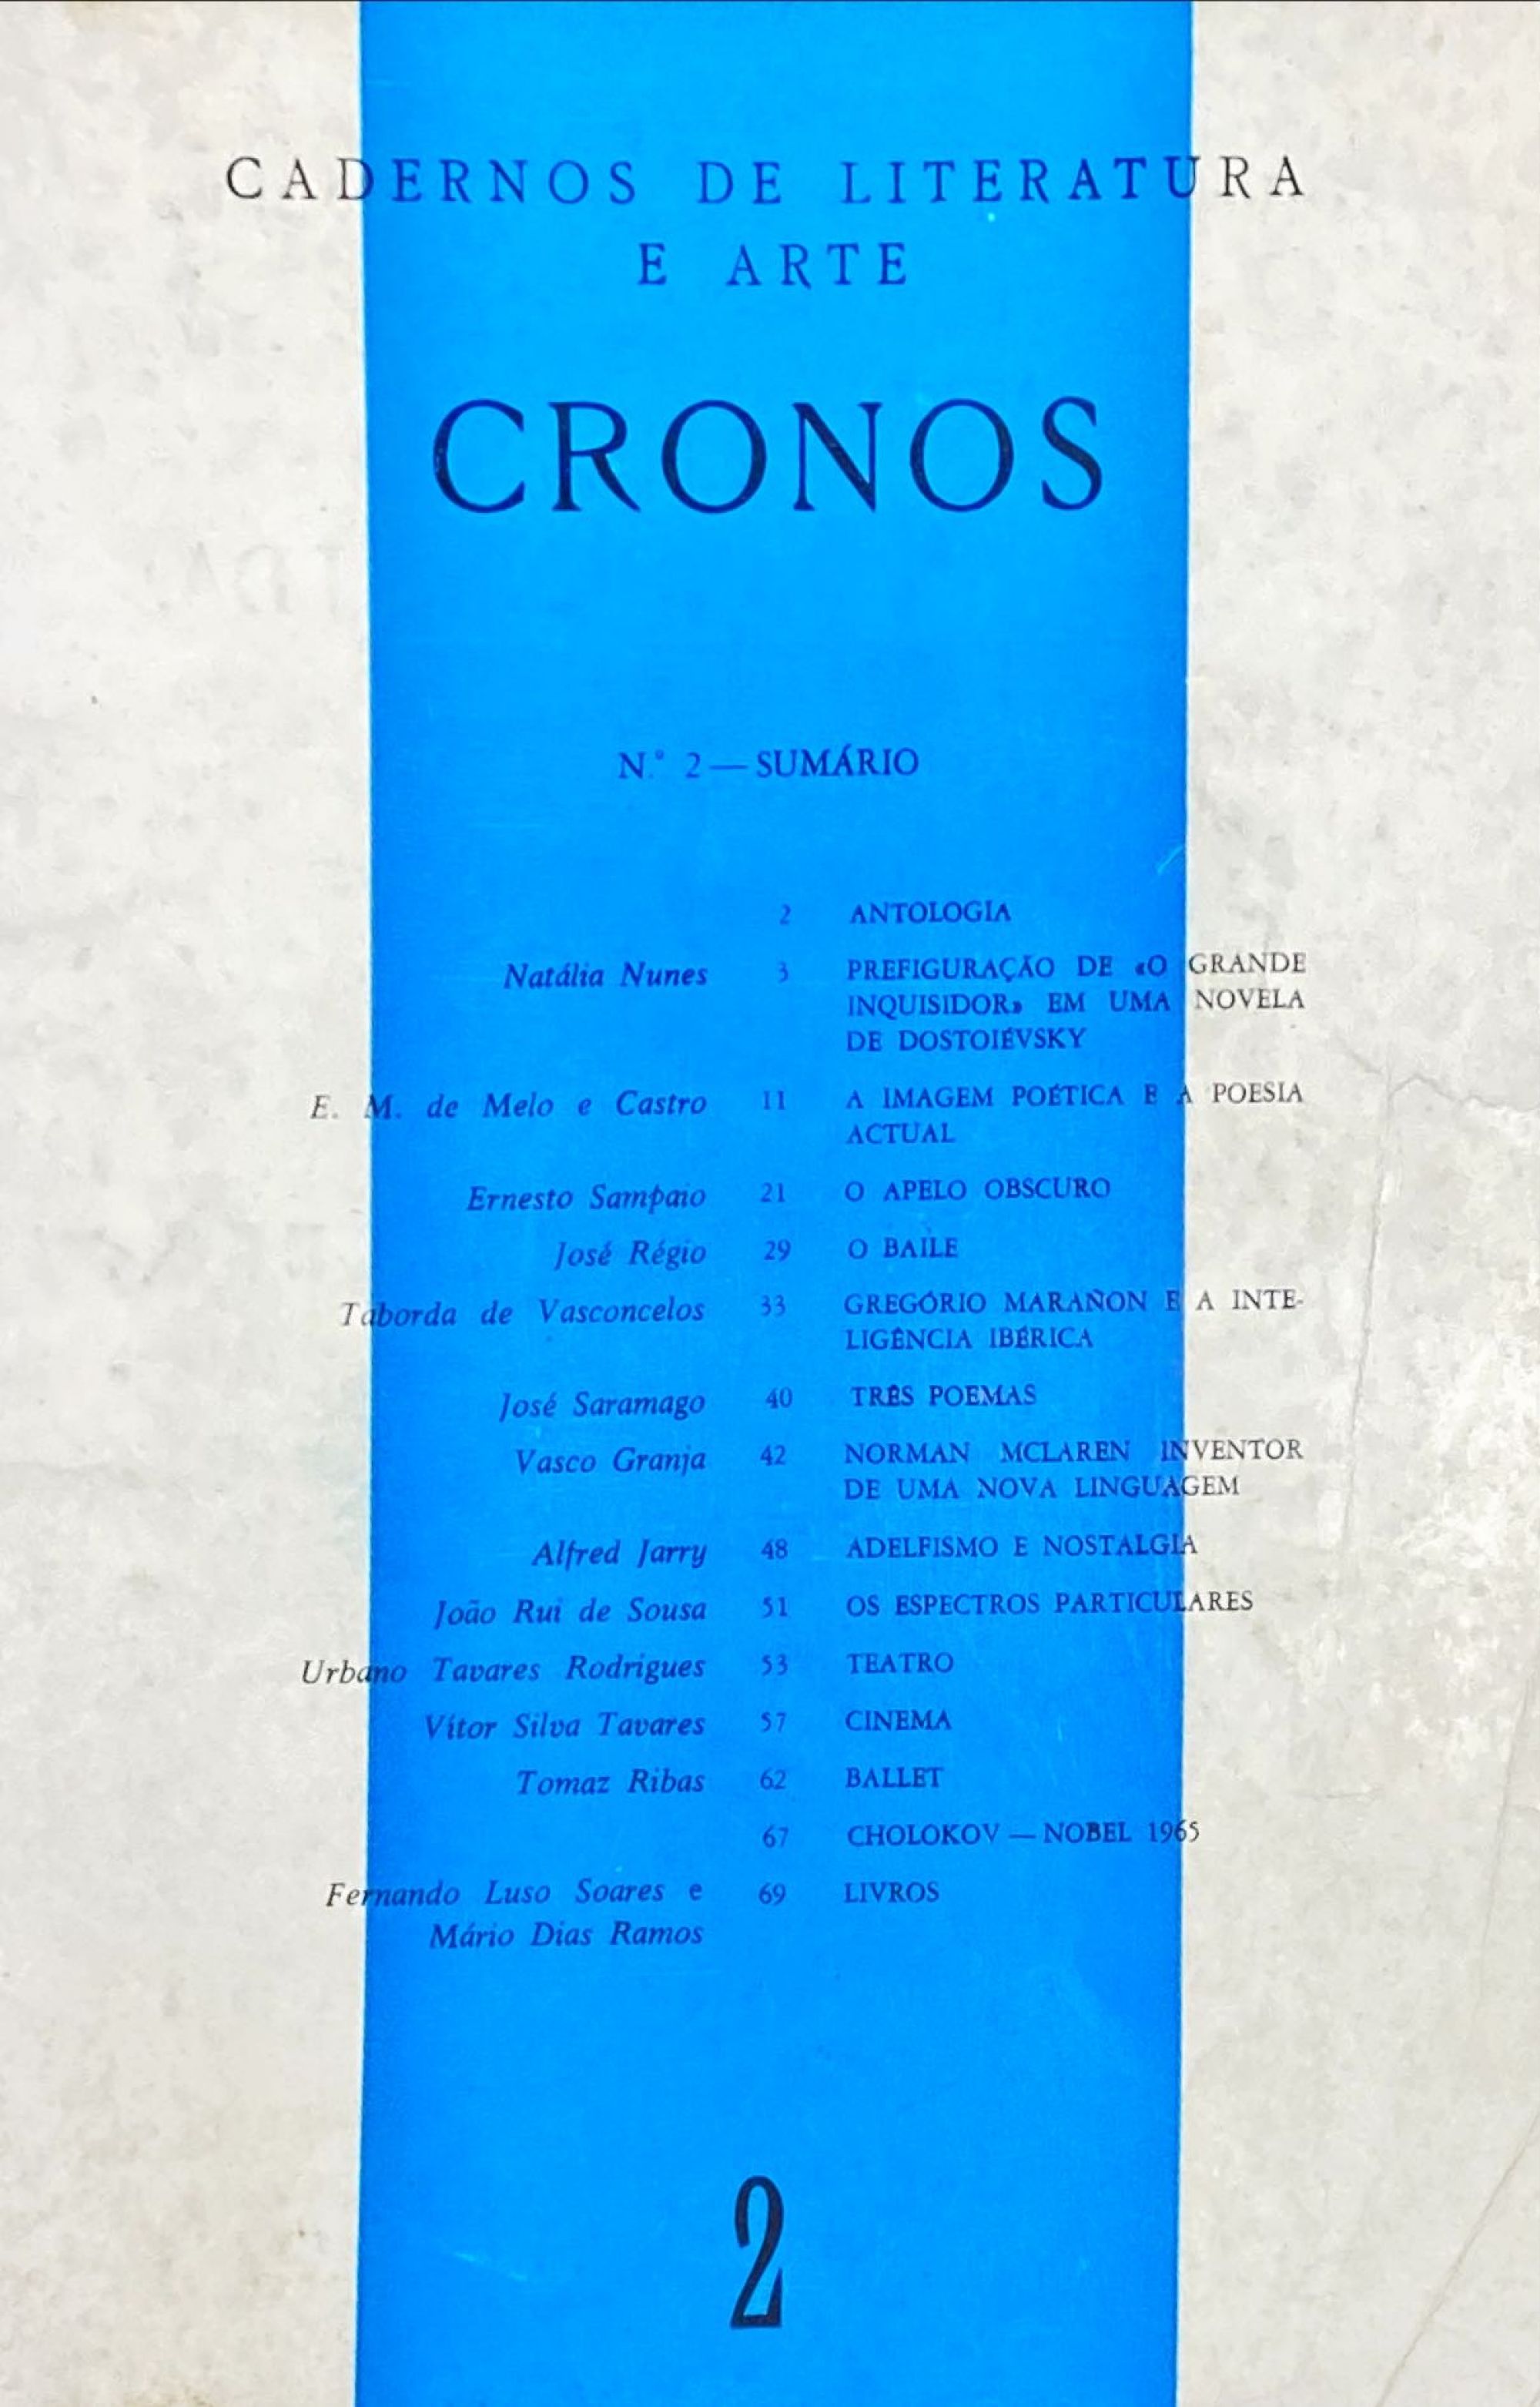 CADERNOS DE LITERATURA
E ARTE
CRONOS
N.º 2 — SUMÁRIO
2 ANTOLOGIA
Natália Nunes 3 PREFIGURAÇÃO DE «O GRANDE
INQUISIDOR» EM UMA NOVELA
DE DOSTOIÉVSKY
E. M. de Melo e Castro 11 A IMAGEM POÉTICA E A POESIA
ACTUAL
Ernesto Sampaio 21 O APELO OBSCURO
José Régio 29 O BAILE
Taborda de Vasconcelos 33 GREGÓRIO MARAÑON E A INTE-
LIGÊNCIA IBÉRICA
José Saramago 40 TRÊS POEMAS
Vasco Granja 42 NORMAN MCLAREN INVENTOR
DE UMA NOVA LINGUAGEM
Alfred Jarry 48 ADELFISMO E NOSTALGIA
João Rui de Sousa 51 OS ESPECTROS PARTICULARES
Urbano Tavares Rodrigues 53 TEATRO
Vítor Silva Tavares 57 CINEMA
Tomaz Ribas 62 BALLET
67 CHOLOKOV — NOBEL 1965
Fernando Luso Soares e 69 LIVROS
Mário Dias Ramos
2